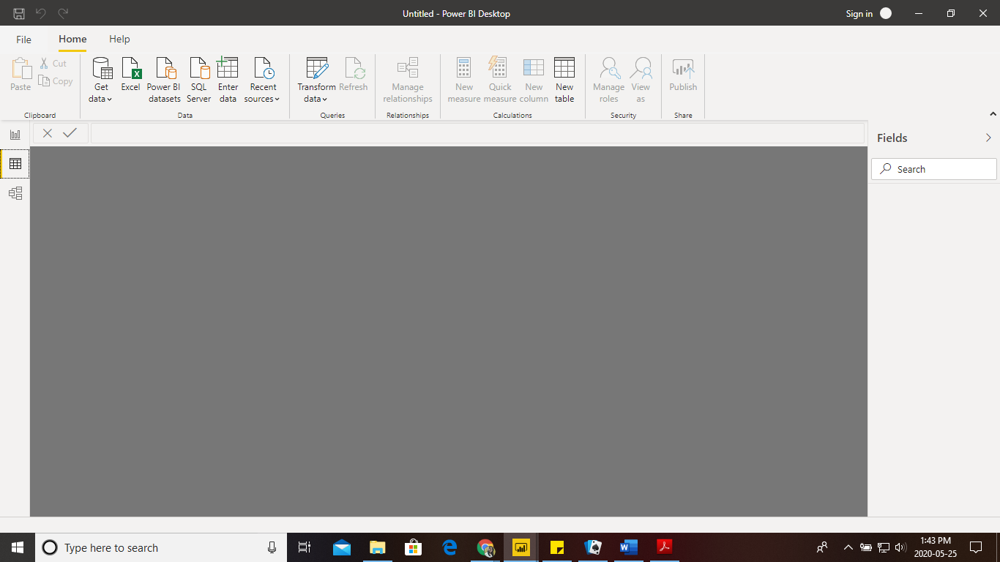 Untitled - Power BI Desktop
Sign in
File Home Help
Paste
Cut
Copy
Clipboard
Get data
Excel
Power BI datasets
SQL Server
Enter data
Recent sources
Data
Transform data
Refresh
Queries
Manage relationships
Relationships
New measure
Quick measure
New column
New table
Calculations
Manage roles
View as
Security
Publish
Share
Fields
Search
Type here to search
1:43 PM
2020-05-25